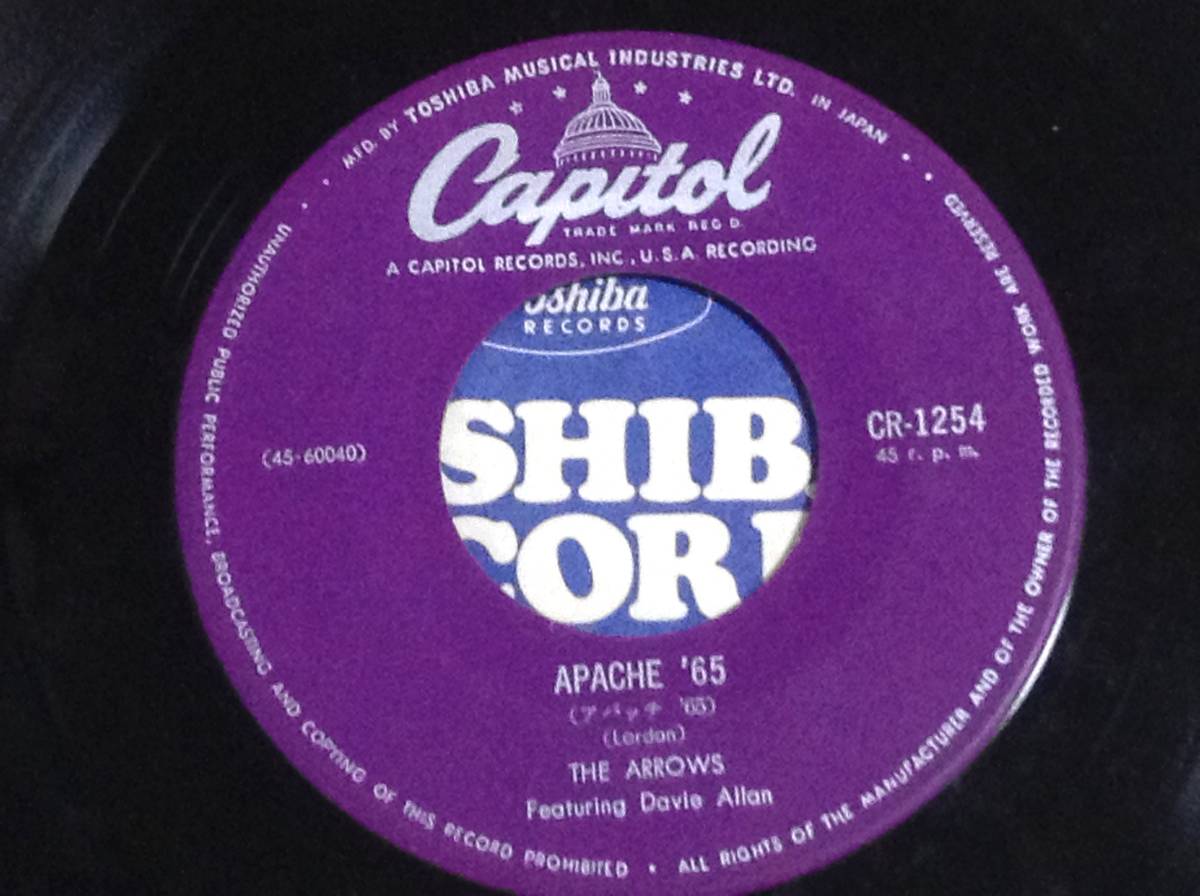 MFD. BY TOSHIBA MUSICAL INDUSTRIES LTD. IN JAPAN
Capitol
TRADE MARK REG'D.
A CAPITOL RECORDS, INC., U.S.A. RECORDING
oshiba
RECORDS
SHIB
COR
(45-60040)
CR-1254
45 r. p. m.
APACHE '65
(アパッチ '65)
(Lordan)
THE ARROWS
Featuring Davie Allan
UNAUTHORIZED PUBLIC PERFORMANCE, BROADCASTING AND COPYING OF THIS RECORD PROHIBITED • ALL RIGHTS OF THE MANUFACTURER AND OF THE OWNER OF THE RECORDED WORK ARE RESERVED